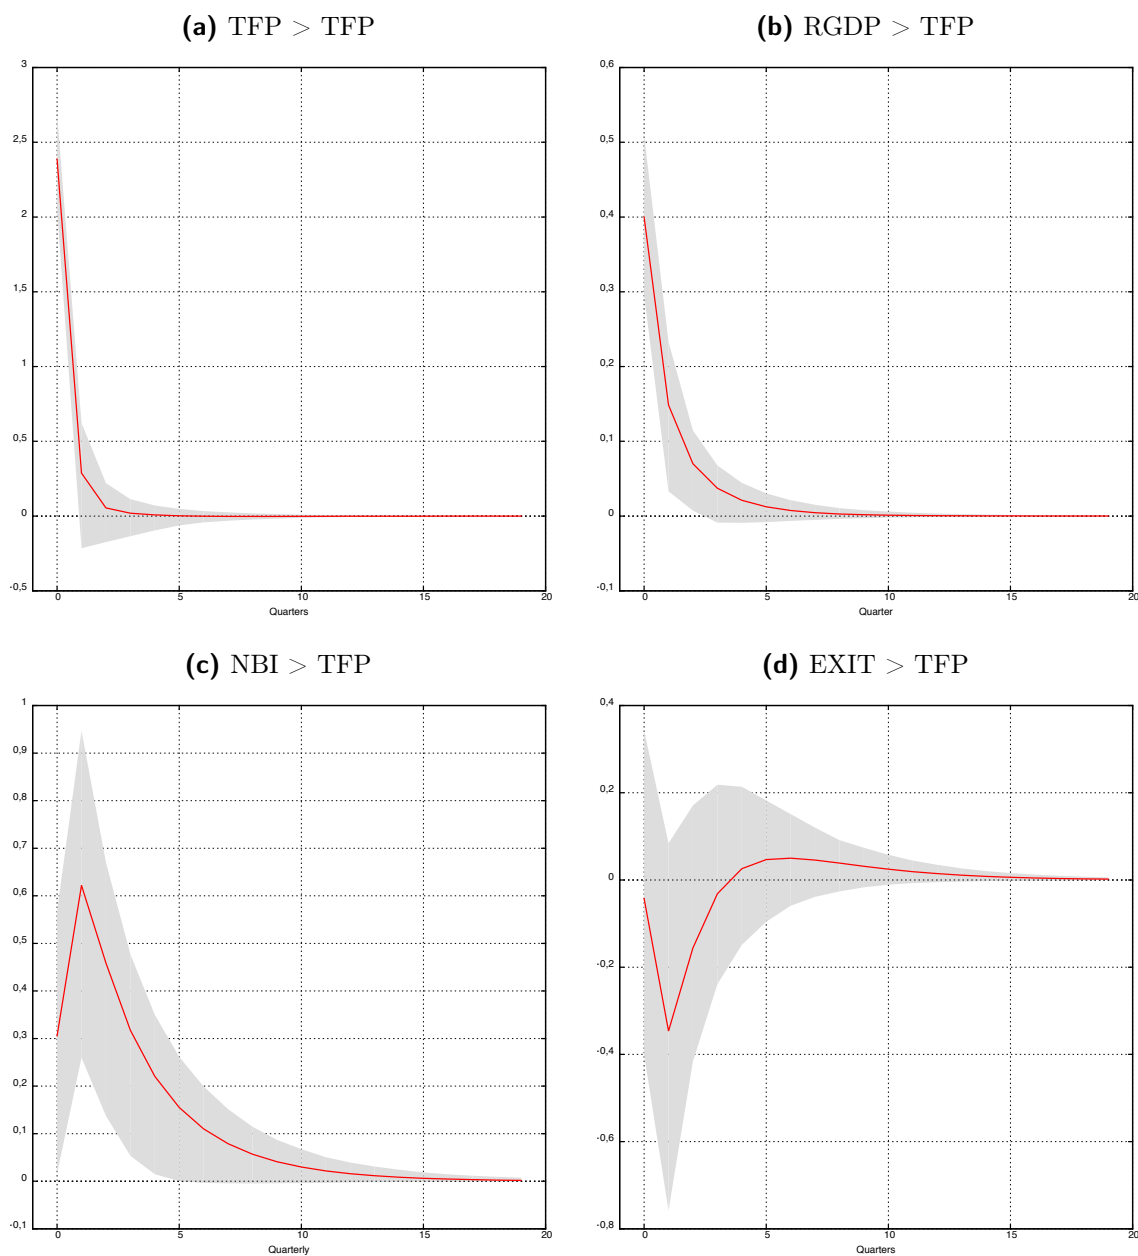 (a) TFP > TFP
3
2,5
2
1,5
1
0,5
0
-0,5
0 5 10 15 20
Quarters
(b) RGDP > TFP
0,6
0,5
0,4
0,3
0,2
0,1
0
-0,1
0 5 10 15 20
Quarter
(c) NBI > TFP
1
0,9
0,8
0,7
0,6
0,5
0,4
0,3
0,2
0,1
0
-0,1
0 5 10 15 20
Quarterly
(d) EXIT > TFP
0,4
0,2
0
-0,2
-0,4
-0,6
-0,8
0 5 10 15 20
Quarters